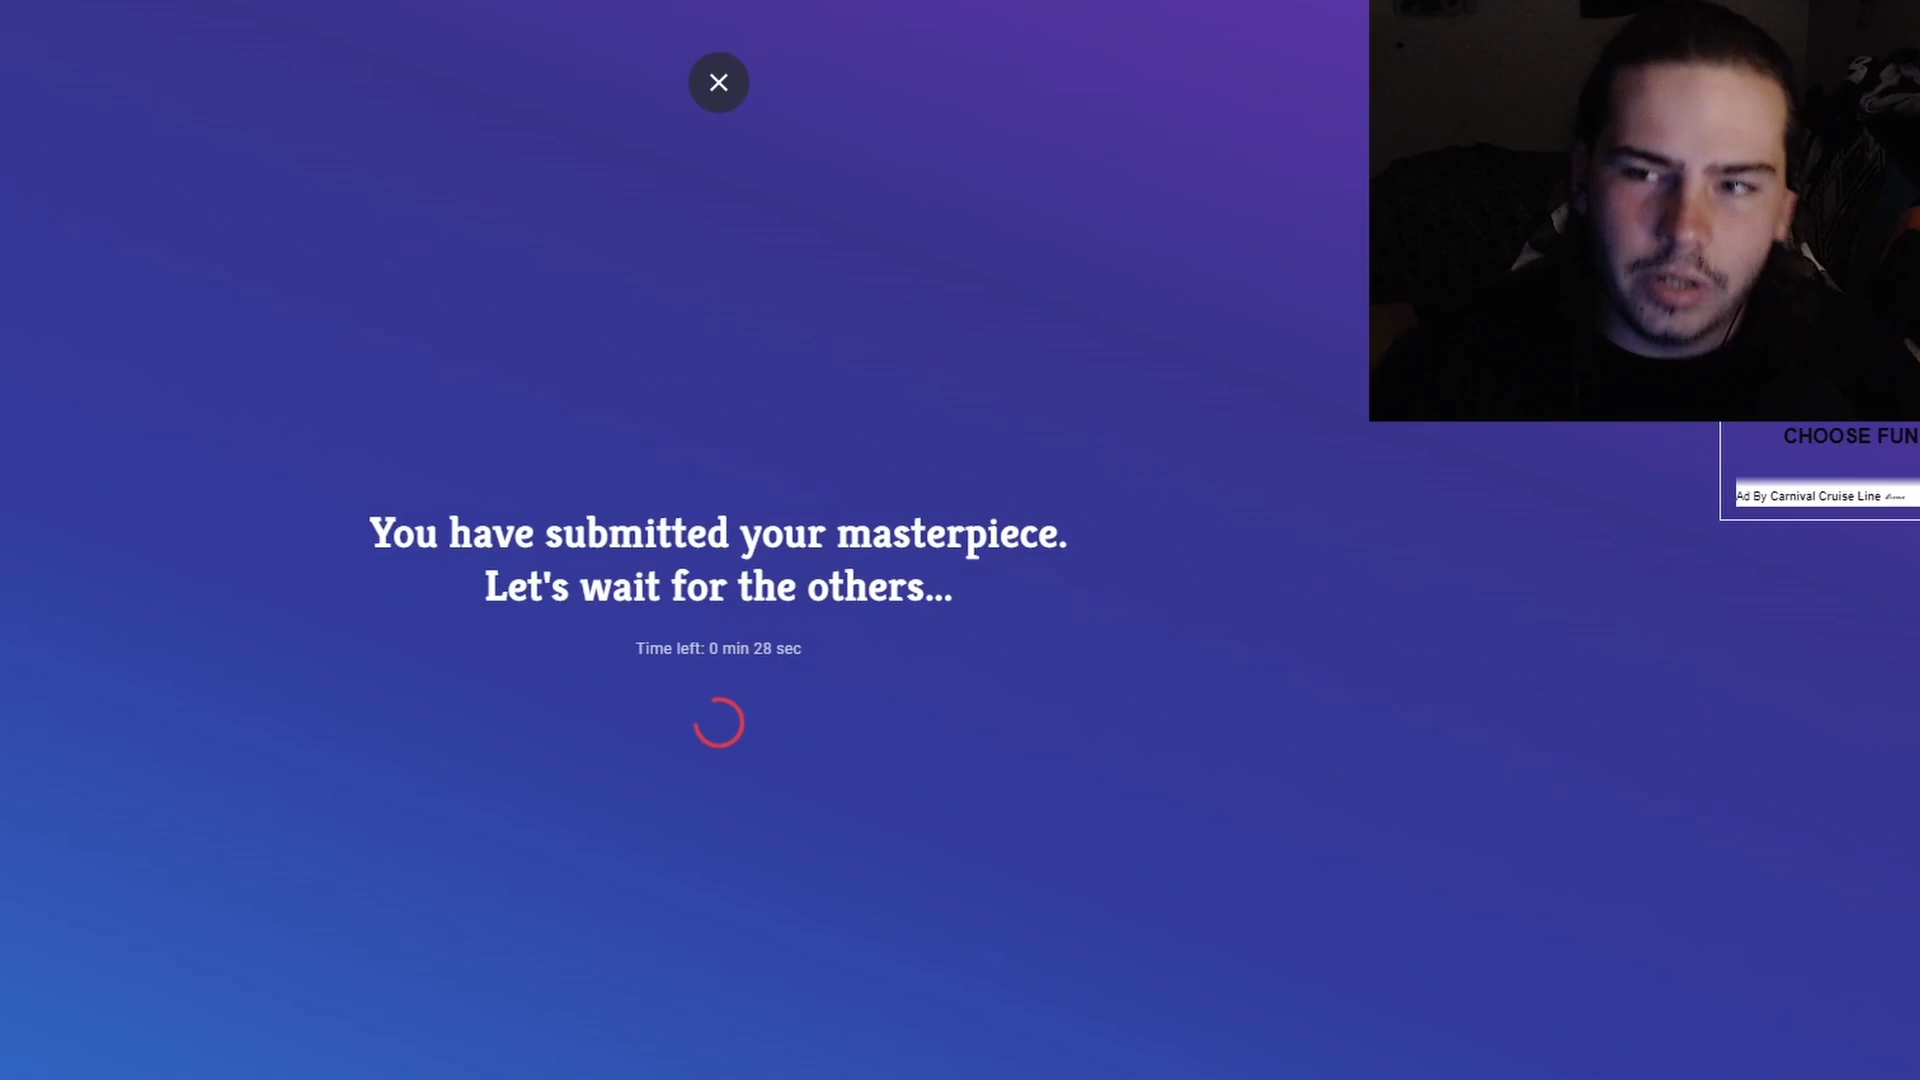 You have submitted your masterpiece.
Let's wait for the others...
Time left: 0 min 28 sec
CHOOSE FUN
Ad By Carnival Cruise Line